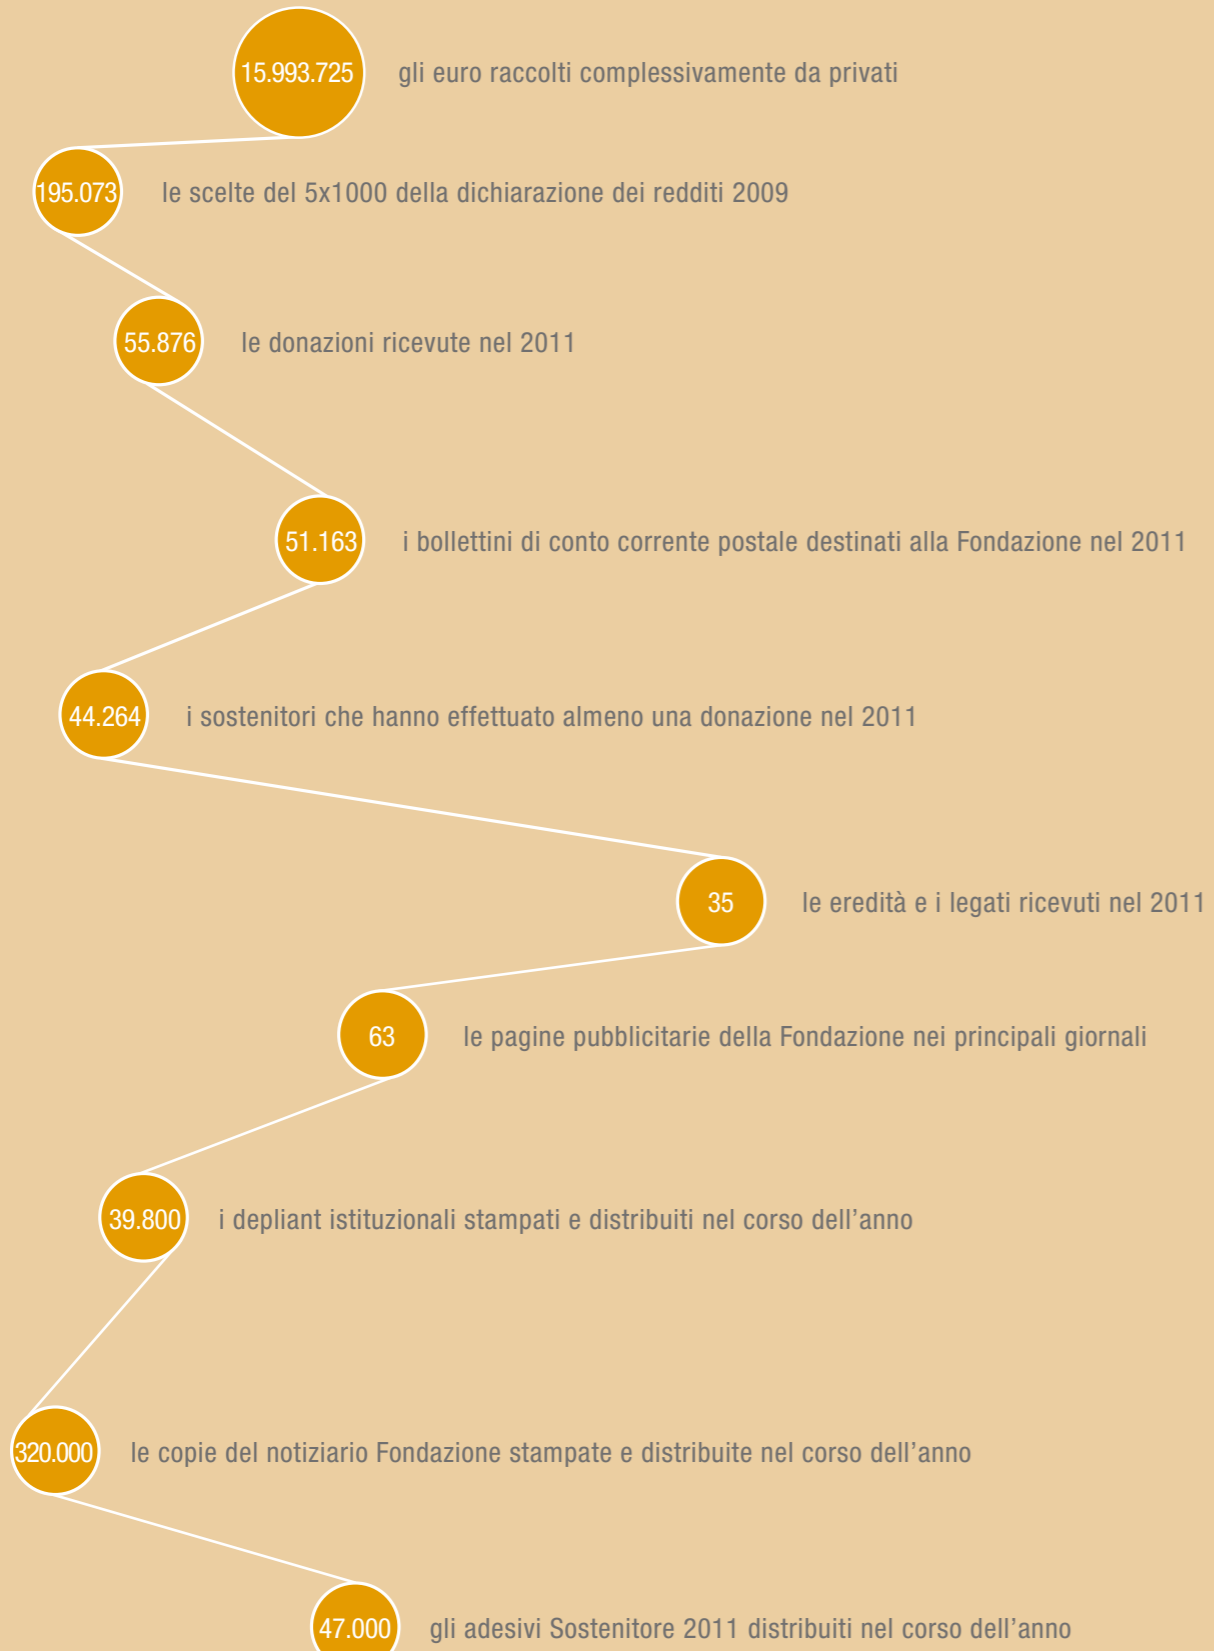 15.993.725 gli euro raccolti complessivamente da privati
195.073 le scelte del 5x1000 della dichiarazione dei redditi 2009
55.876 le donazioni ricevute nel 2011
51.163 i bollettini di conto corrente postale destinati alla Fondazione nel 2011
44.264 i sostenitori che hanno effettuato almeno una donazione nel 2011
35 le eredità e i legati ricevuti nel 2011
63 le pagine pubblicitarie della Fondazione nei principali giornali
39.800 i depliant istituzionali stampati e distribuiti nel corso dell’anno
320.000 le copie del notiziario Fondazione stampate e distribuite nel corso dell’anno
47.000 gli adesivi Sostenitore 2011 distribuiti nel corso dell’anno